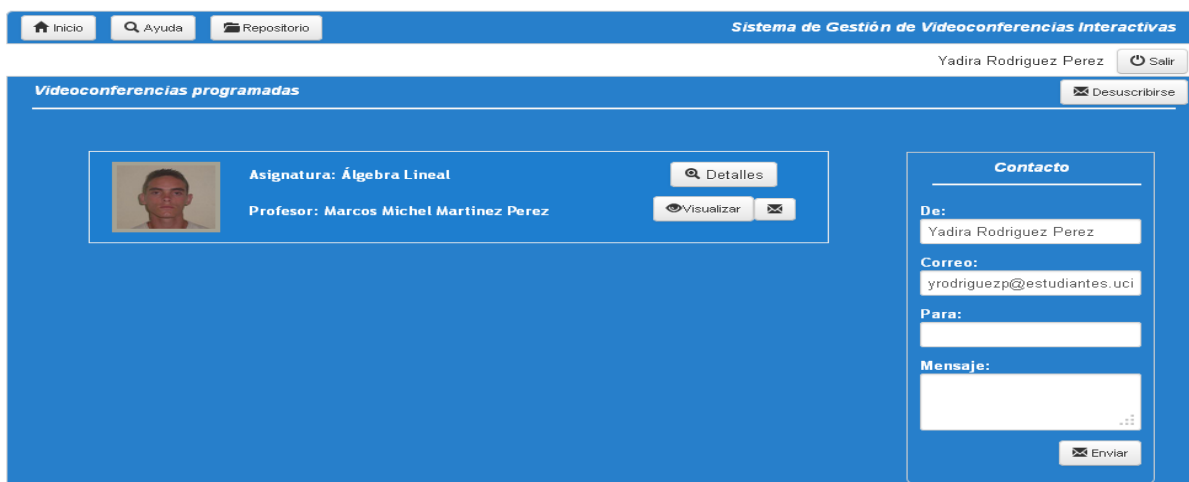 Inicio Ayuda Repositorio Sistema de Gestión de Videoconferencias Interactivas
Yadira Rodriguez Perez Salir
Videoconferencias programadas Desuscribirse
Asignatura: Álgebra Lineal Detalles
Profesor: Marcos Michel Martinez Perez Visualizar
Contacto
De:
Yadira Rodriguez Perez
Correo:
yrodriguezp@estudiantes.uci
Para:
Mensaje:
Enviar